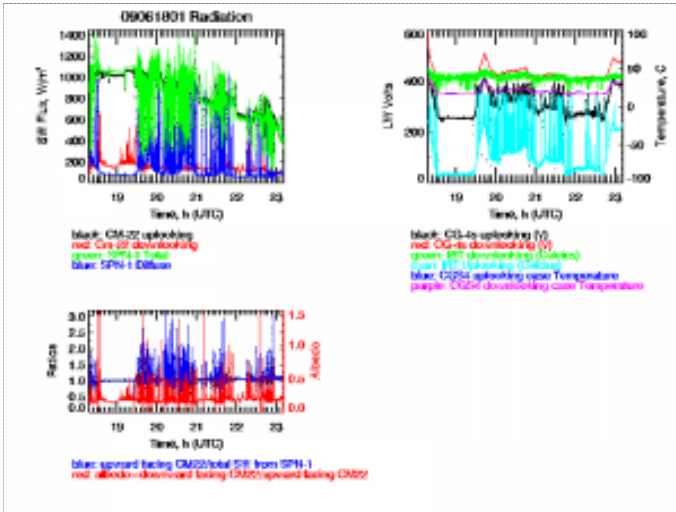 09061801 Radiation
1400
1200
1000
800
600
400
200
0
SW Flux, W/m²
19 20 21 22 23
Time, h (UTC)
black: CM-22 uplooking
red: Cm-22 downlooking
green: SPN-1 Total
blue: SPN-1 Diffuse
600
400
200
0
LW Volts
100
50
0
-50
-100
Temperature, C
19 20 21 22 23
Time, h (UTC)
black: CG-4s uplooking (V)
red: CG-4s downlooking (V)
green: IRT downlooking (Celcius)
cyan: IRT Uplooking (Celcius)
blue: CGS4 uplooking case Temperature
purple: CGS4 downlooking case Temperature
3.0
2.5
2.0
1.5
1.0
0.5
0.0
Ratios
1.5
1.0
0.5
0.0
Albedo
19 20 21 22 23
Time, h (UTC)
blue: upward facing CM22/total SW from SPN-1
red: albedo=downward facing CM22/upward facing CM22